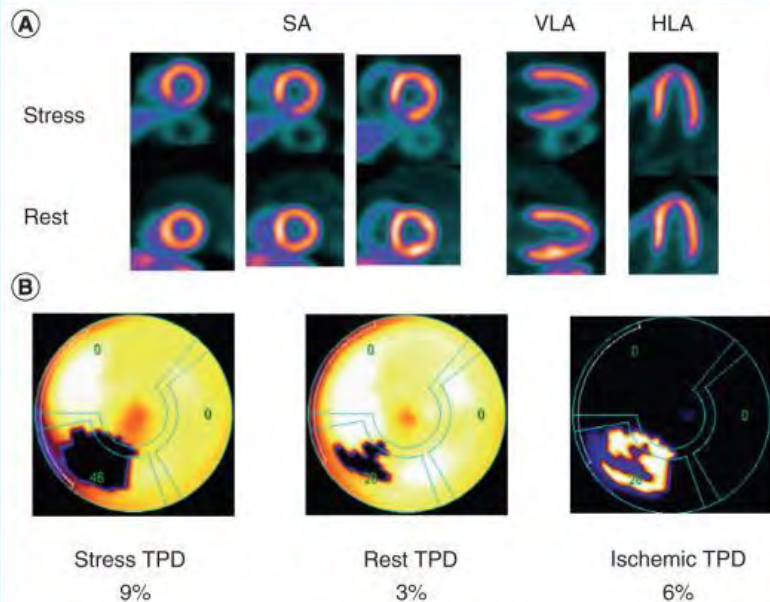 A
SA VLA HLA
Stress
Rest
B
0 0 46
0 0
0 0
Stress TPD Rest TPD Ischemic TPD
9% 3% 6%